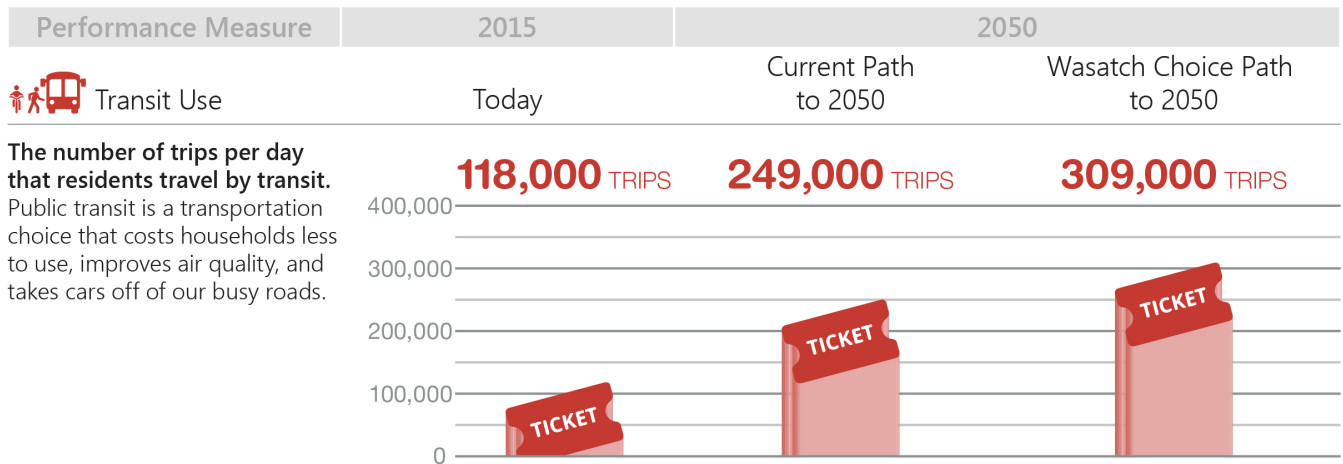 Performance Measure
2015
2050
Transit Use
Today
Current Path
to 2050
Wasatch Choice Path
to 2050
The number of trips per day
that residents travel by transit.
Public transit is a transportation
choice that costs households less
to use, improves air quality, and
takes cars off of our busy roads.
118,000 TRIPS
249,000 TRIPS
309,000 TRIPS
400,000
300,000
200,000
100,000
0
TICKET
TICKET
TICKET